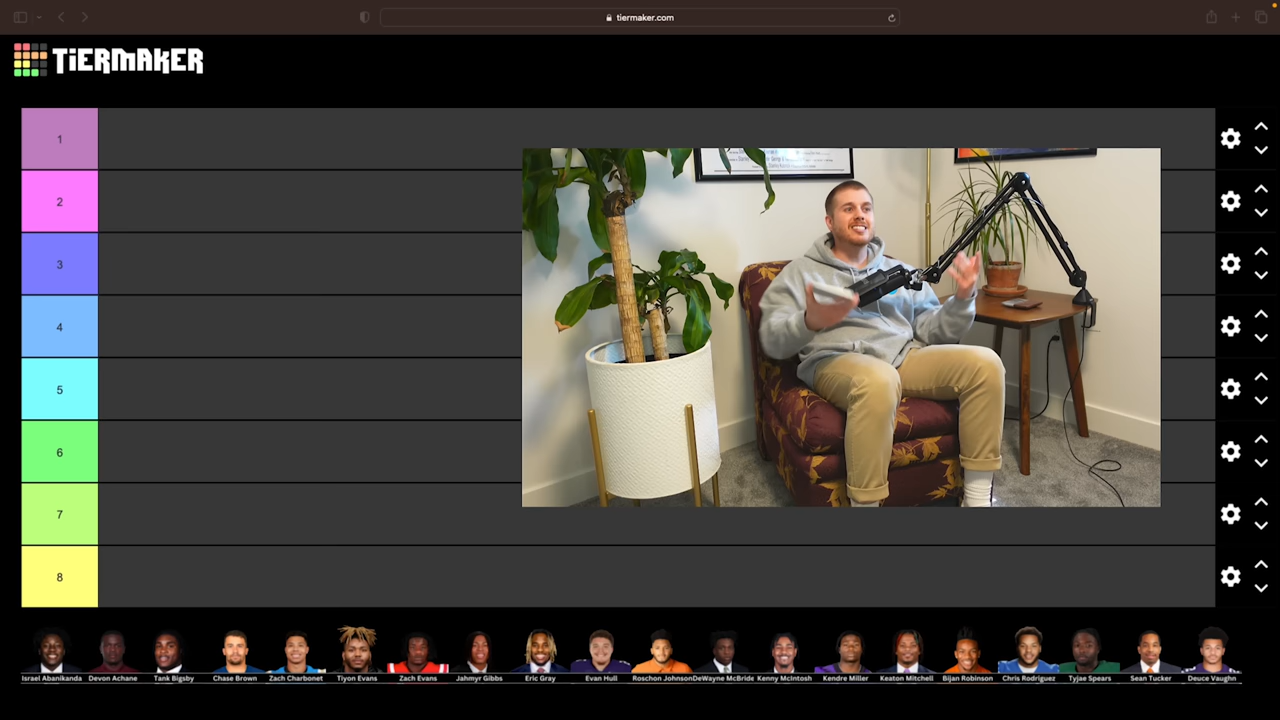 tiermaker.com
TiERMAKER
1
2
3
4
5
6
7
8
Israel Abanikanda Devon Achane Tank Bigsby Chase Brown Zach Charbonet Tiyon Evans Zach Evans Jahmyr Gibbs Eric Gray Evan Hull Roschon Johnson DeWayne McBride Kenny McIntosh Kendre Miller Keaton Mitchell Bijan Robinson Chris Rodriguez Tyjae Spears Sean Tucker Deuce Vaughn